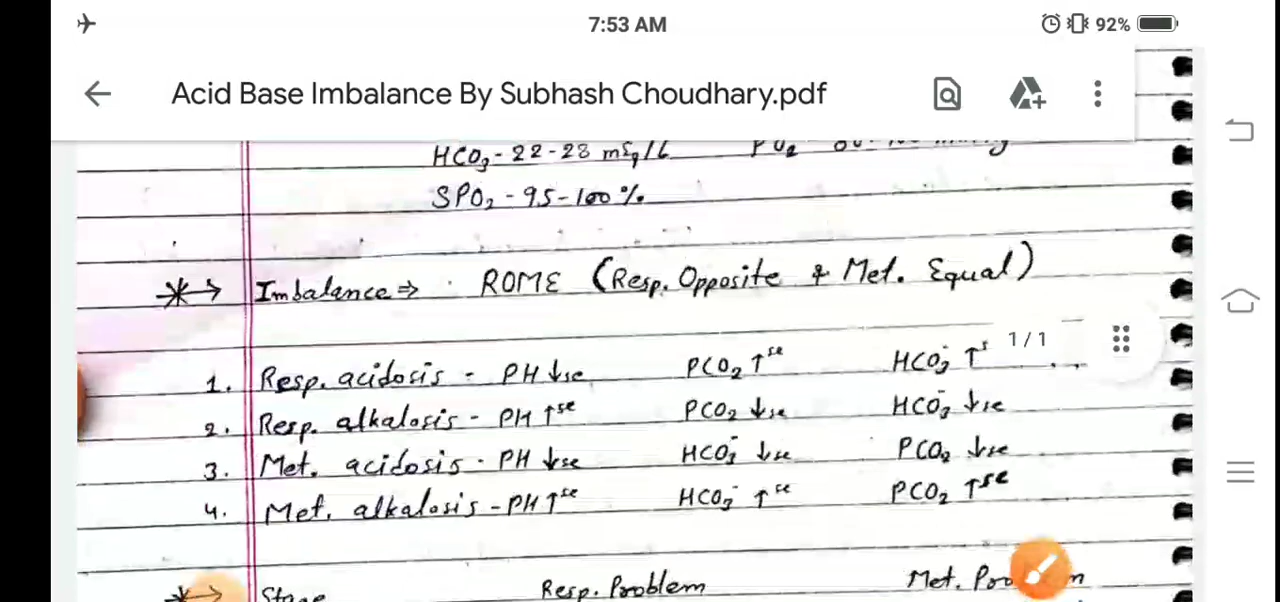 7:53 AM 92%
Acid Base Imbalance By Subhash Choudhary.pdf
HCO3 - 22-28 mEq/L
SPO2 - 95-100%
Imbalance ⇒ ROME (Resp. Opposite & Met. Equal)
1/1
1. Resp. acidosis - PH ↓se PCO2 ↑se HCO3- ↑s
2. Resp. alkalosis - PH ↑se PCO2 ↓se HCO3- ↓se
3. Met. acidosis - PH ↓se HCO3- ↓se PCO2 ↓se
4. Met. alkalosis - PH ↑se HCO3- ↑se PCO2 ↑se
Stage Resp. Problem Met.